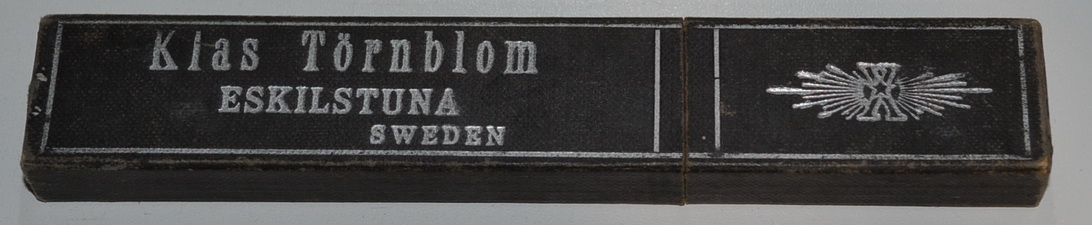 Klas Törnblom
ESKILSTUNA
SWEDEN